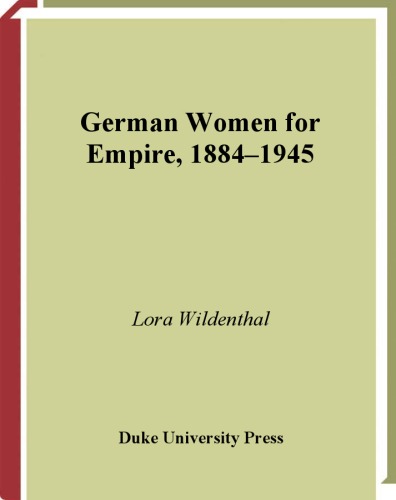 German Women for
Empire, 1884–1945
Lora Wildenthal
Duke University Press